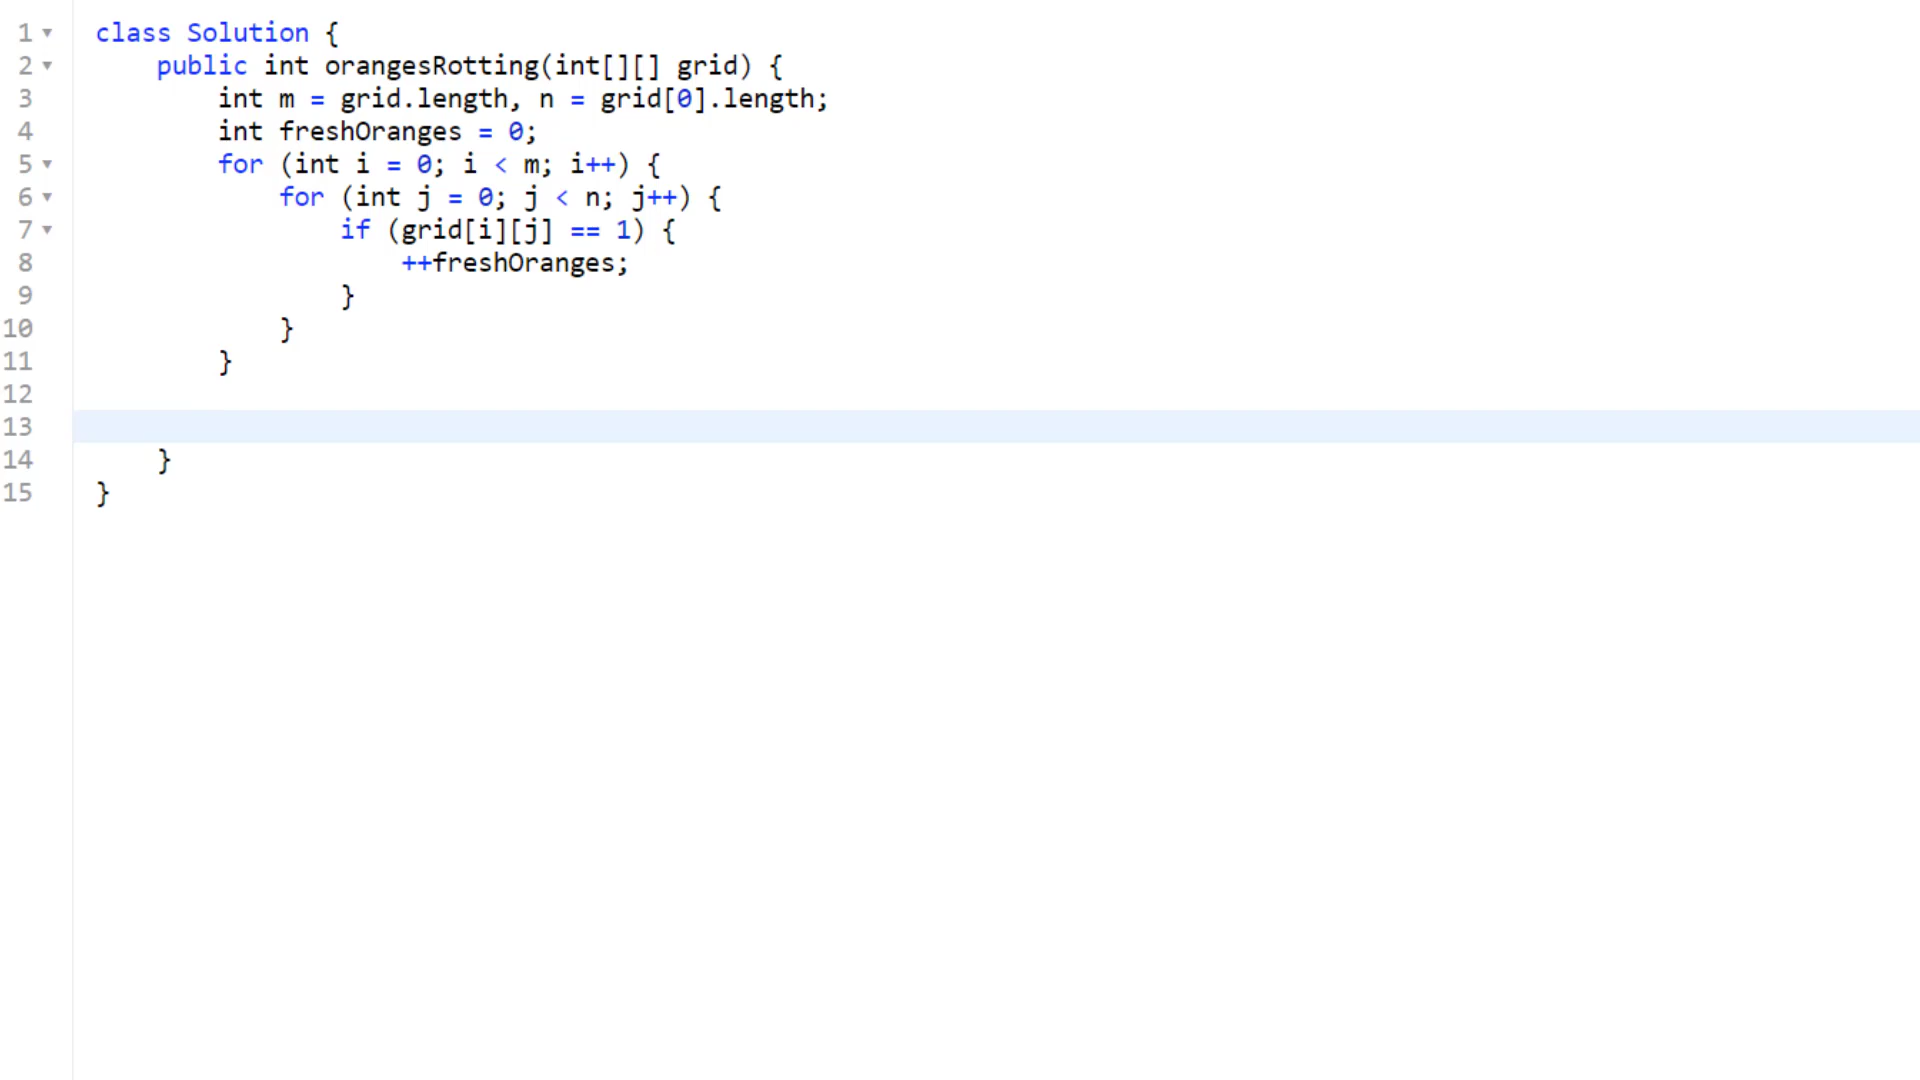 1 class Solution {
2     public int orangesRotting(int[][] grid) {
3         int m = grid.length, n = grid[0].length;
4         int freshOranges = 0;
5         for (int i = 0; i < m; i++) {
6             for (int j = 0; j < n; j++) {
7                 if (grid[i][j] == 1) {
8                     ++freshOranges;
9                 }
10             }
11         }
12
13
14     }
15 }